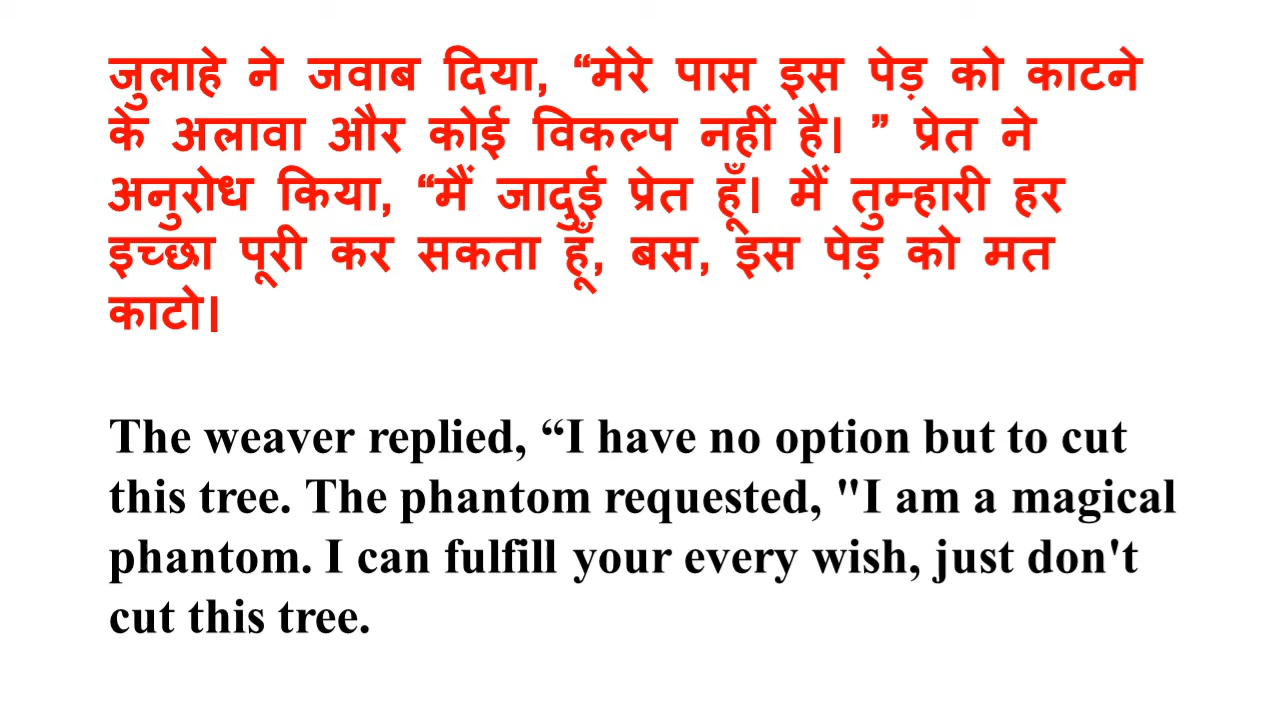 जुलाहे ने जवाब दिया, “मेरे पास इस पेड़ को काटने
के अलावा और कोई विकल्प नहीं है। ” प्रेत ने
अनुरोध किया, “मैं जादुई प्रेत हूँ। मैं तुम्हारी हर
इच्छा पूरी कर सकता हूँ, बस, इस पेड़ को मत
काटो।
The weaver replied, “I have no option but to cut
this tree. The phantom requested, "I am a magical
phantom. I can fulfill your every wish, just don't
cut this tree.